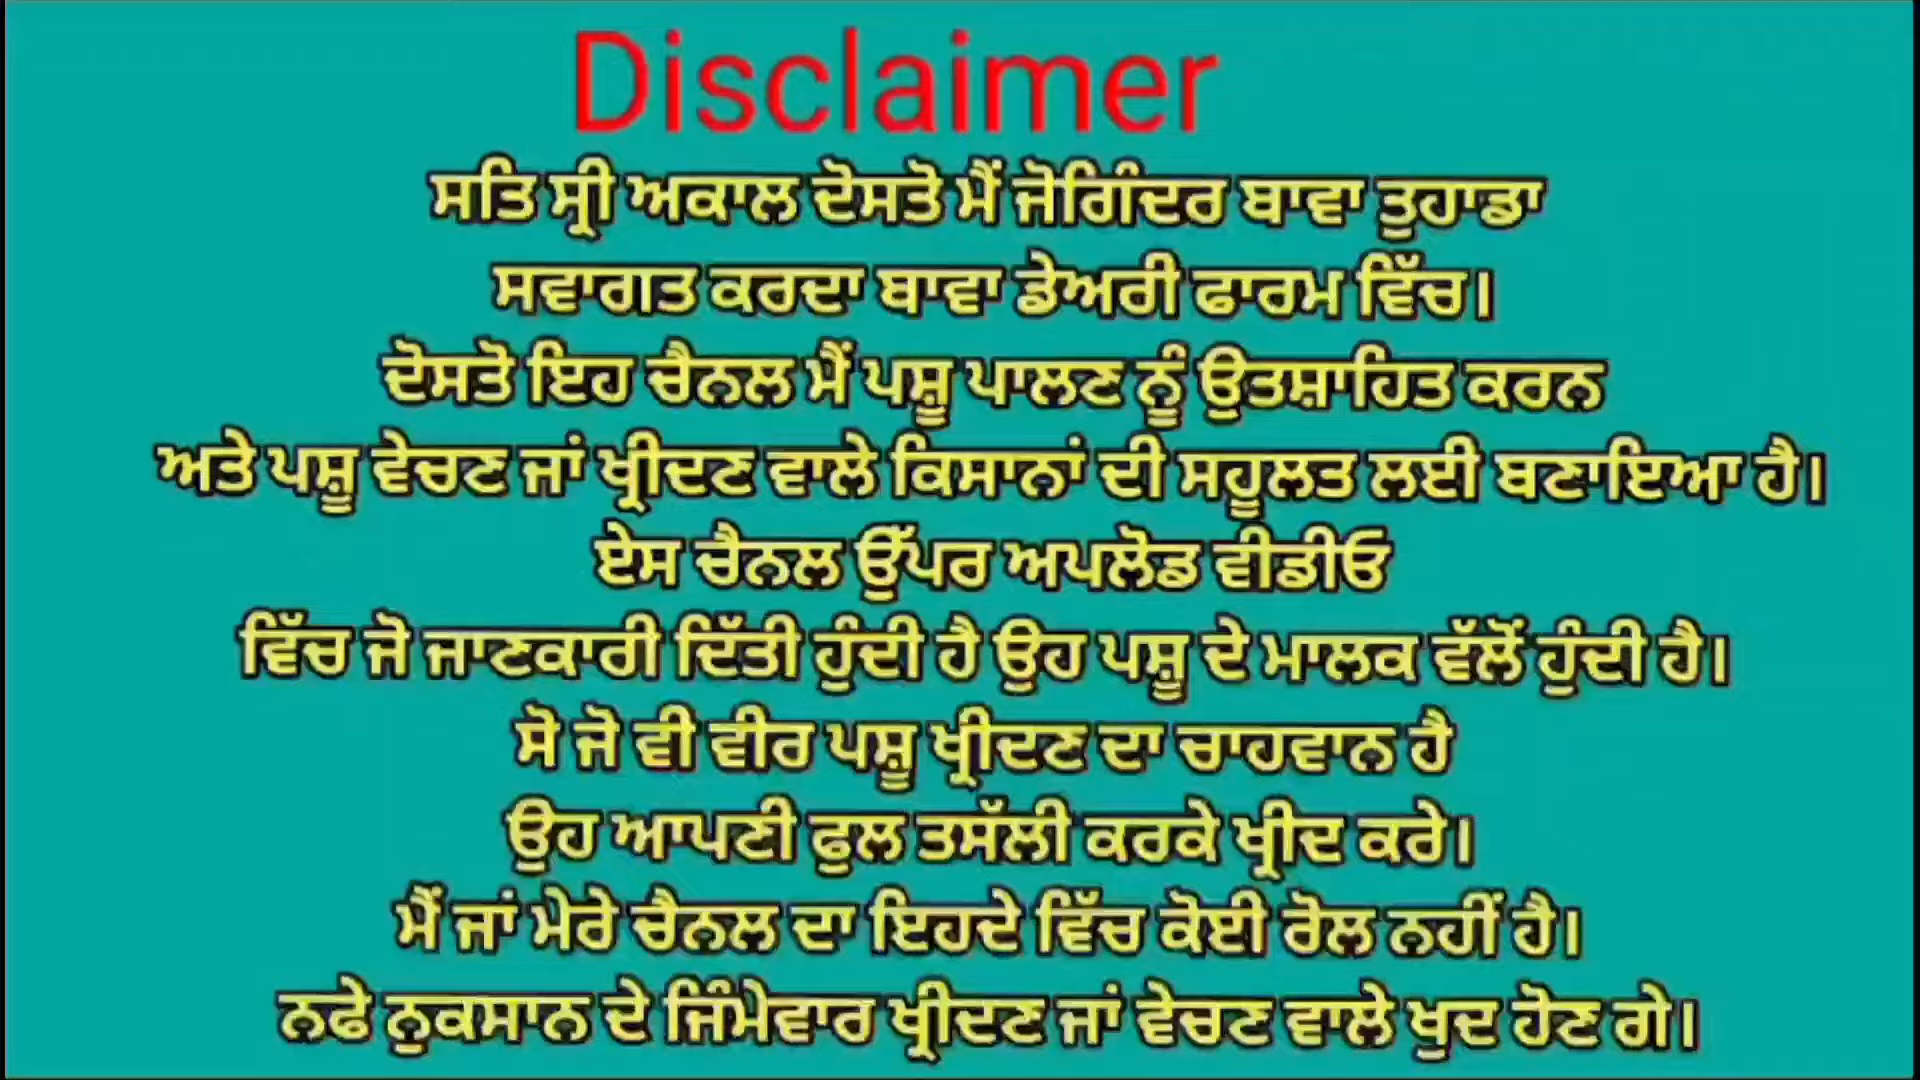 Disclaimer
ਸਤਿ ਸ੍ਰੀ ਅਕਾਲ ਦੋਸਤੋ ਮੈਂ ਜੋਗਿੰਦਰ ਬਾਵਾ ਤੁਹਾਡਾ
ਸਵਾਗਤ ਕਰਦਾ ਬਾਵਾ ਡੇਅਰੀ ਫਾਰਮ ਵਿੱਚ।
ਦੋਸਤੋ ਇਹ ਚੈਨਲ ਮੈਂ ਪਸ਼ੂ ਪਾਲਣ ਨੂੰ ਉਤਸ਼ਾਹਿਤ ਕਰਨ
ਅਤੇ ਪਸ਼ੂ ਵੇਚਣ ਜਾਂ ਖ੍ਰੀਦਣ ਵਾਲੇ ਕਿਸਾਨਾਂ ਦੀ ਸਹੂਲਤ ਲਈ ਬਣਾਇਆ ਹੈ।
ਏਸ ਚੈਨਲ ਉੱਪਰ ਅਪਲੋਡ ਵੀਡੀਓ
ਵਿੱਚ ਜੋ ਜਾਣਕਾਰੀ ਦਿੱਤੀ ਹੁੰਦੀ ਹੈ ਉਹ ਪਸ਼ੂ ਦੇ ਮਾਲਕ ਵੱਲੋਂ ਹੁੰਦੀ ਹੈ।
ਸੋ ਜੋ ਵੀ ਵੀਰ ਪਸ਼ੂ ਖ੍ਰੀਦਣ ਦਾ ਚਾਹਵਾਨ ਹੈ
ਉਹ ਆਪਣੀ ਫੁਲ ਤਸੱਲੀ ਕਰਕੇ ਖ੍ਰੀਦ ਕਰੇ।
ਮੈਂ ਜਾਂ ਮੇਰੇ ਚੈਨਲ ਦਾ ਇਹਦੇ ਵਿੱਚ ਕੋਈ ਰੋਲ ਨਹੀਂ ਹੈ।
ਨਫੇ ਨੁਕਸਾਨ ਦੇ ਜਿੰਮੇਵਾਰ ਖ੍ਰੀਦਣ ਜਾਂ ਵੇਚਣ ਵਾਲੇ ਖੁਦ ਹੋਣ ਗੇ।